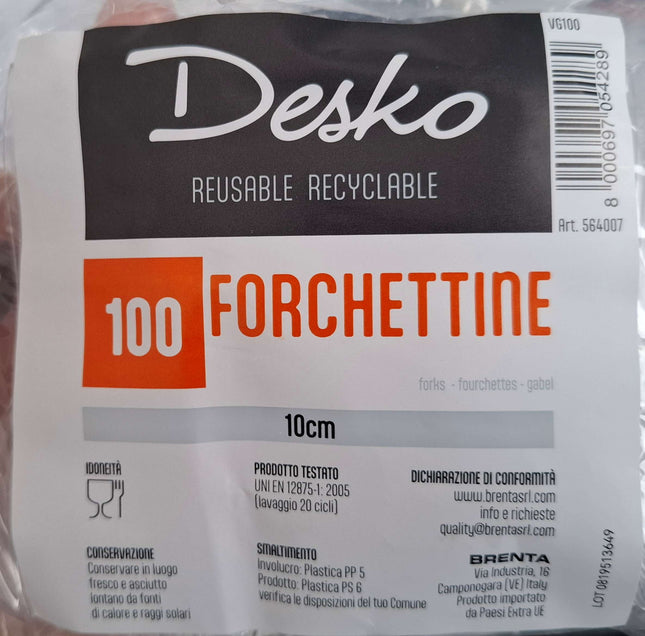 VG100
Desko
REUSABLE RECYCLABLE
8 000697 054289
Art. 564007
100 FORCHETTINE
forks - fourchettes - gabel
10cm
IDONEITÀ
PRODOTTO TESTATO
UNI EN 12875-1: 2005
(lavaggio 20 cicli)
DICHIARAZIONE DI CONFORMITÀ
www.brentasrl.com
info e richieste
quality@brentasrl.com
CONSERVAZIONE
Conservare in luogo
fresco e asciutto
lontano da fonti
di calore e raggi solari
SMALTIMENTO
Involucro: Plastica PP 5
Prodotto: Plastica PS 6
verifica le disposizioni del tuo Comune
BRENTA
Via Industria, 16
Camponogara (VE) Italy
Prodotto importato
da Paesi Extra UE
LOT 0819513649